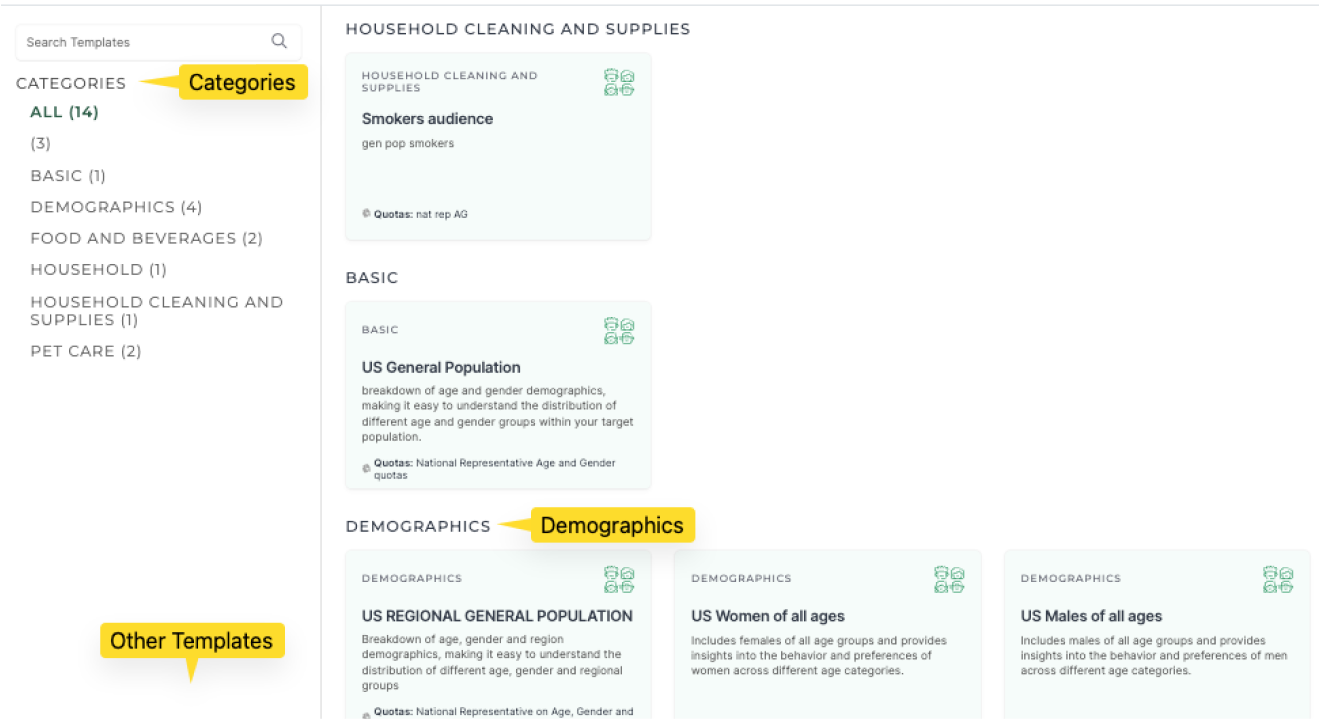 Search Templates
CATEGORIES
Categories
ALL (14)
(3)
BASIC (1)
DEMOGRAPHICS (4)
FOOD AND BEVERAGES (2)
HOUSEHOLD (1)
HOUSEHOLD CLEANING AND
SUPPLIES (1)
PET CARE (2)
Other Templates
HOUSEHOLD CLEANING AND SUPPLIES
HOUSEHOLD CLEANING AND
SUPPLIES
Smokers audience
gen pop smokers
Quotas: nat rep AG
BASIC
BASIC
US General Population
breakdown of age and gender demographics,
making it easy to understand the distribution of
different age and gender groups within your target
population.
Quotas: National Representative Age and Gender
quotas
DEMOGRAPHICS
Demographics
DEMOGRAPHICS
US REGIONAL GENERAL POPULATION
Breakdown of age, gender and region
demographics, making it easy to understand the
distribution of different age, gender and regional
groups
Quotas: National Representative on Age, Gender and
DEMOGRAPHICS
US Women of all ages
Includes females of all age groups and provides
insights into the behavior and preferences of
women across different age categories.
DEMOGRAPHICS
US Males of all ages
Includes males of all age groups and provides
insights into the behavior and preferences of men
across different age categories.